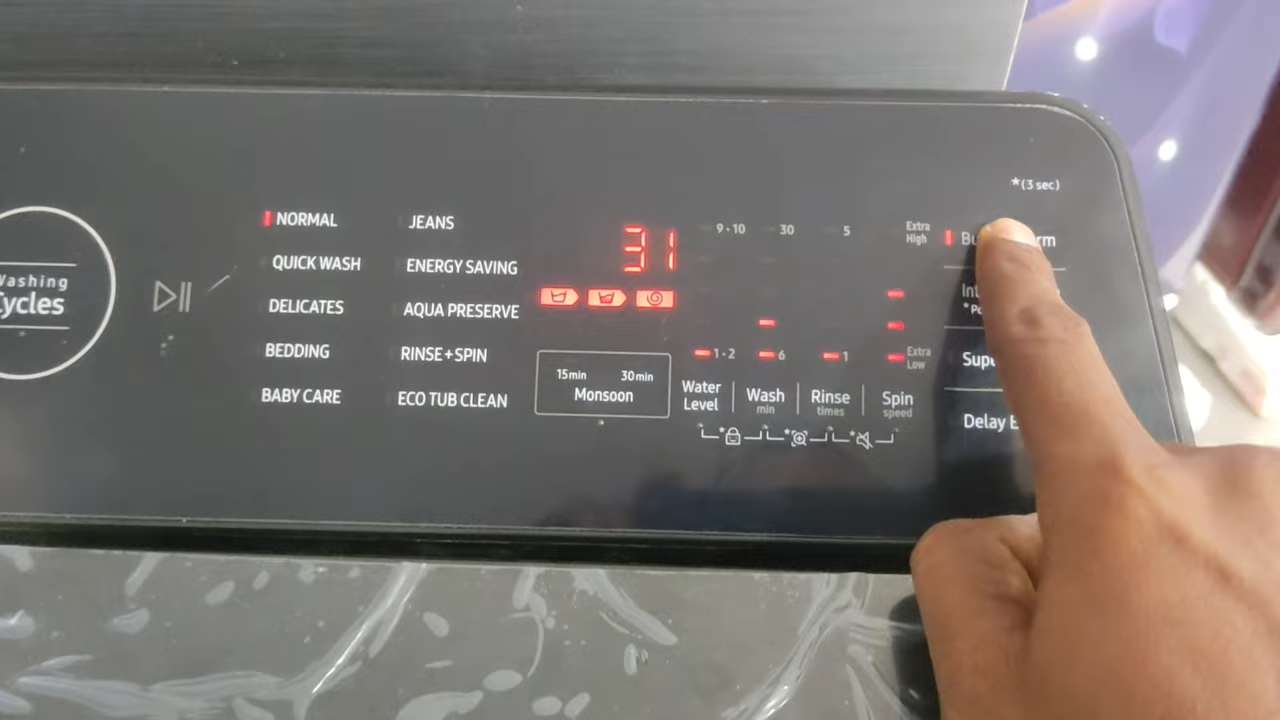 Washing
Cycles
NORMAL
QUICK WASH
DELICATES
BEDDING
BABY CARE
JEANS
ENERGY SAVING
AQUA PRESERVE
RINSE+SPIN
ECO TUB CLEAN
31
15min 30min
Monsoon
9·10 30 5 Extra High
1·2 6 1 Extra Low
Water Level
Wash min
Rinse times
Spin speed
*(3 sec)
Delay